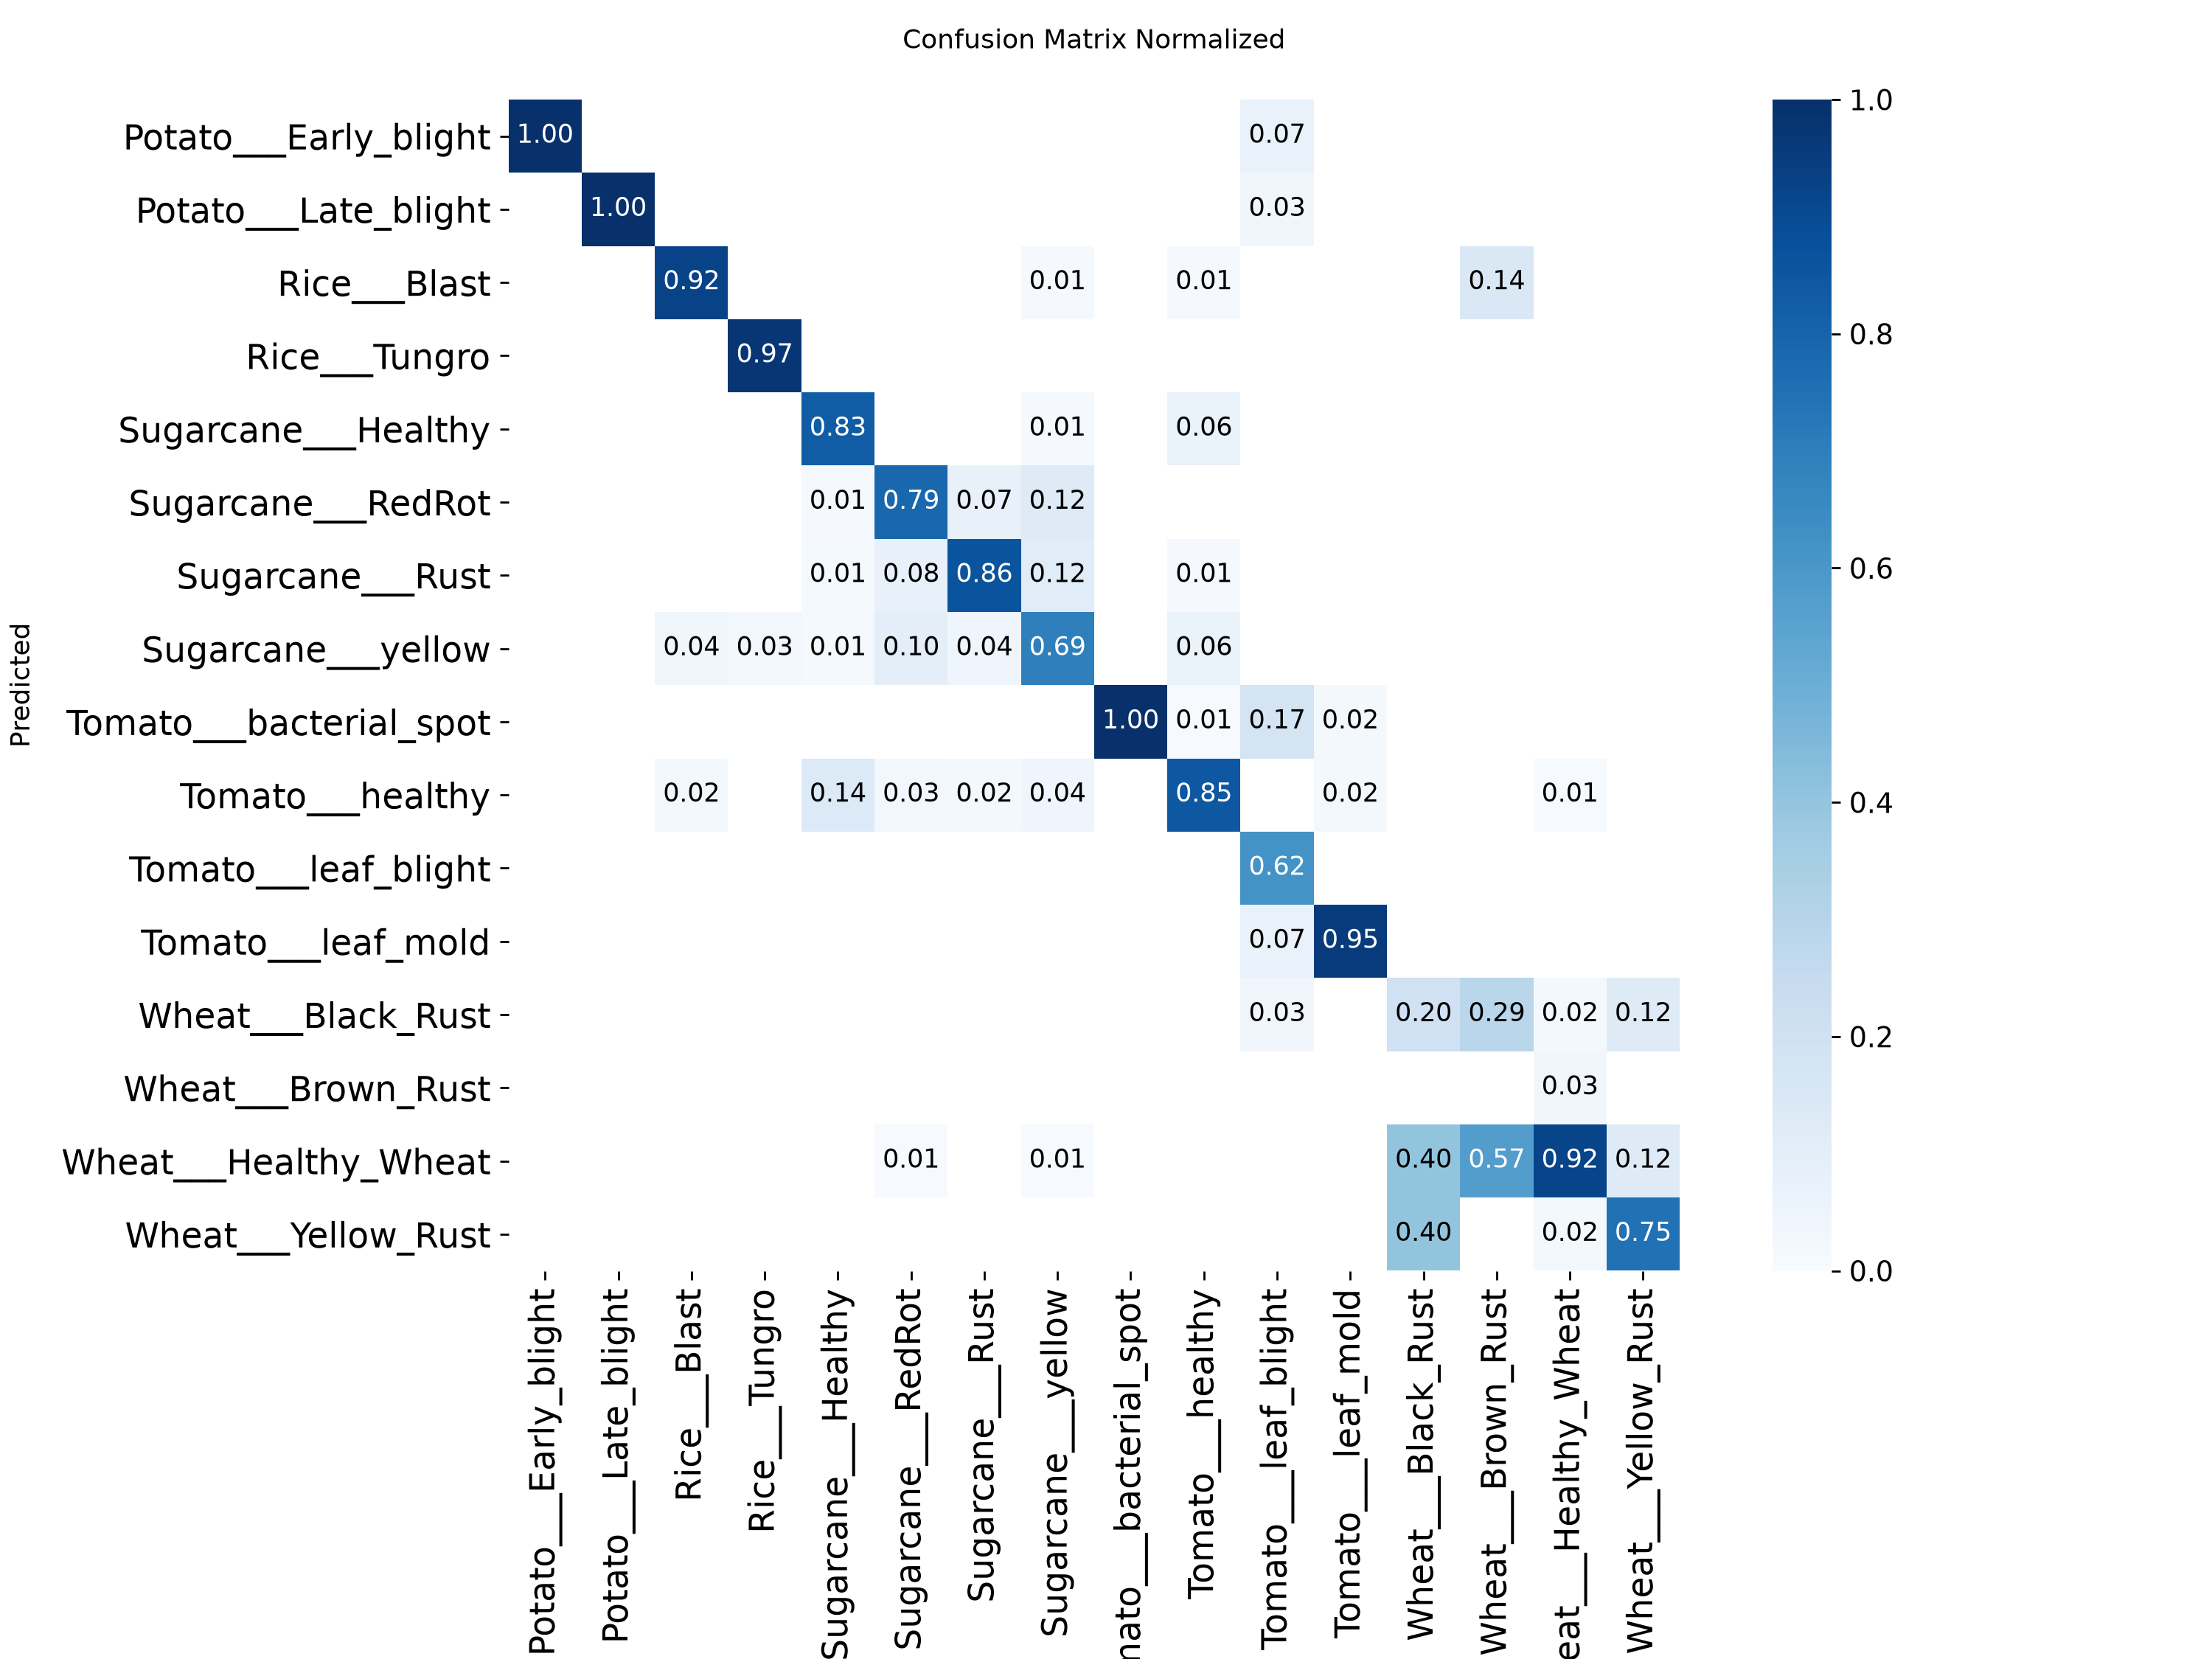 Confusion Matrix Normalized
Predicted
Potato___Early_blight 1.00 0.07
Potato___Late_blight 1.00 0.03
Rice___Blast 0.92 0.01 0.01 0.14
Rice___Tungro 0.97
Sugarcane___Healthy 0.83 0.01 0.06
Sugarcane___RedRot 0.01 0.79 0.07 0.12
Sugarcane___Rust 0.01 0.08 0.86 0.12 0.01
Sugarcane___yellow 0.04 0.03 0.01 0.10 0.04 0.69 0.06
Tomato___bacterial_spot 1.00 0.01 0.17 0.02
Tomato___healthy 0.02 0.14 0.03 0.02 0.04 0.85 0.02 0.01
Tomato___leaf_blight 0.62
Tomato___leaf_mold 0.07 0.95
Wheat___Black_Rust 0.03 0.20 0.29 0.02 0.12
Wheat___Brown_Rust 0.03
Wheat___Healthy_Wheat 0.01 0.01 0.40 0.57 0.92 0.12
Wheat___Yellow_Rust 0.40 0.02 0.75
Potato___Early_blight
Potato___Late_blight
Rice___Blast
Rice___Tungro
Sugarcane___Healthy
Sugarcane___RedRot
Sugarcane___Rust
Sugarcane___yellow
mato___bacterial_spot
Tomato___healthy
Tomato___leaf_blight
Tomato___leaf_mold
Wheat___Black_Rust
Wheat___Brown_Rust
eat___Healthy_Wheat
Wheat___Yellow_Rust
1.0
0.8
0.6
0.4
0.2
0.0